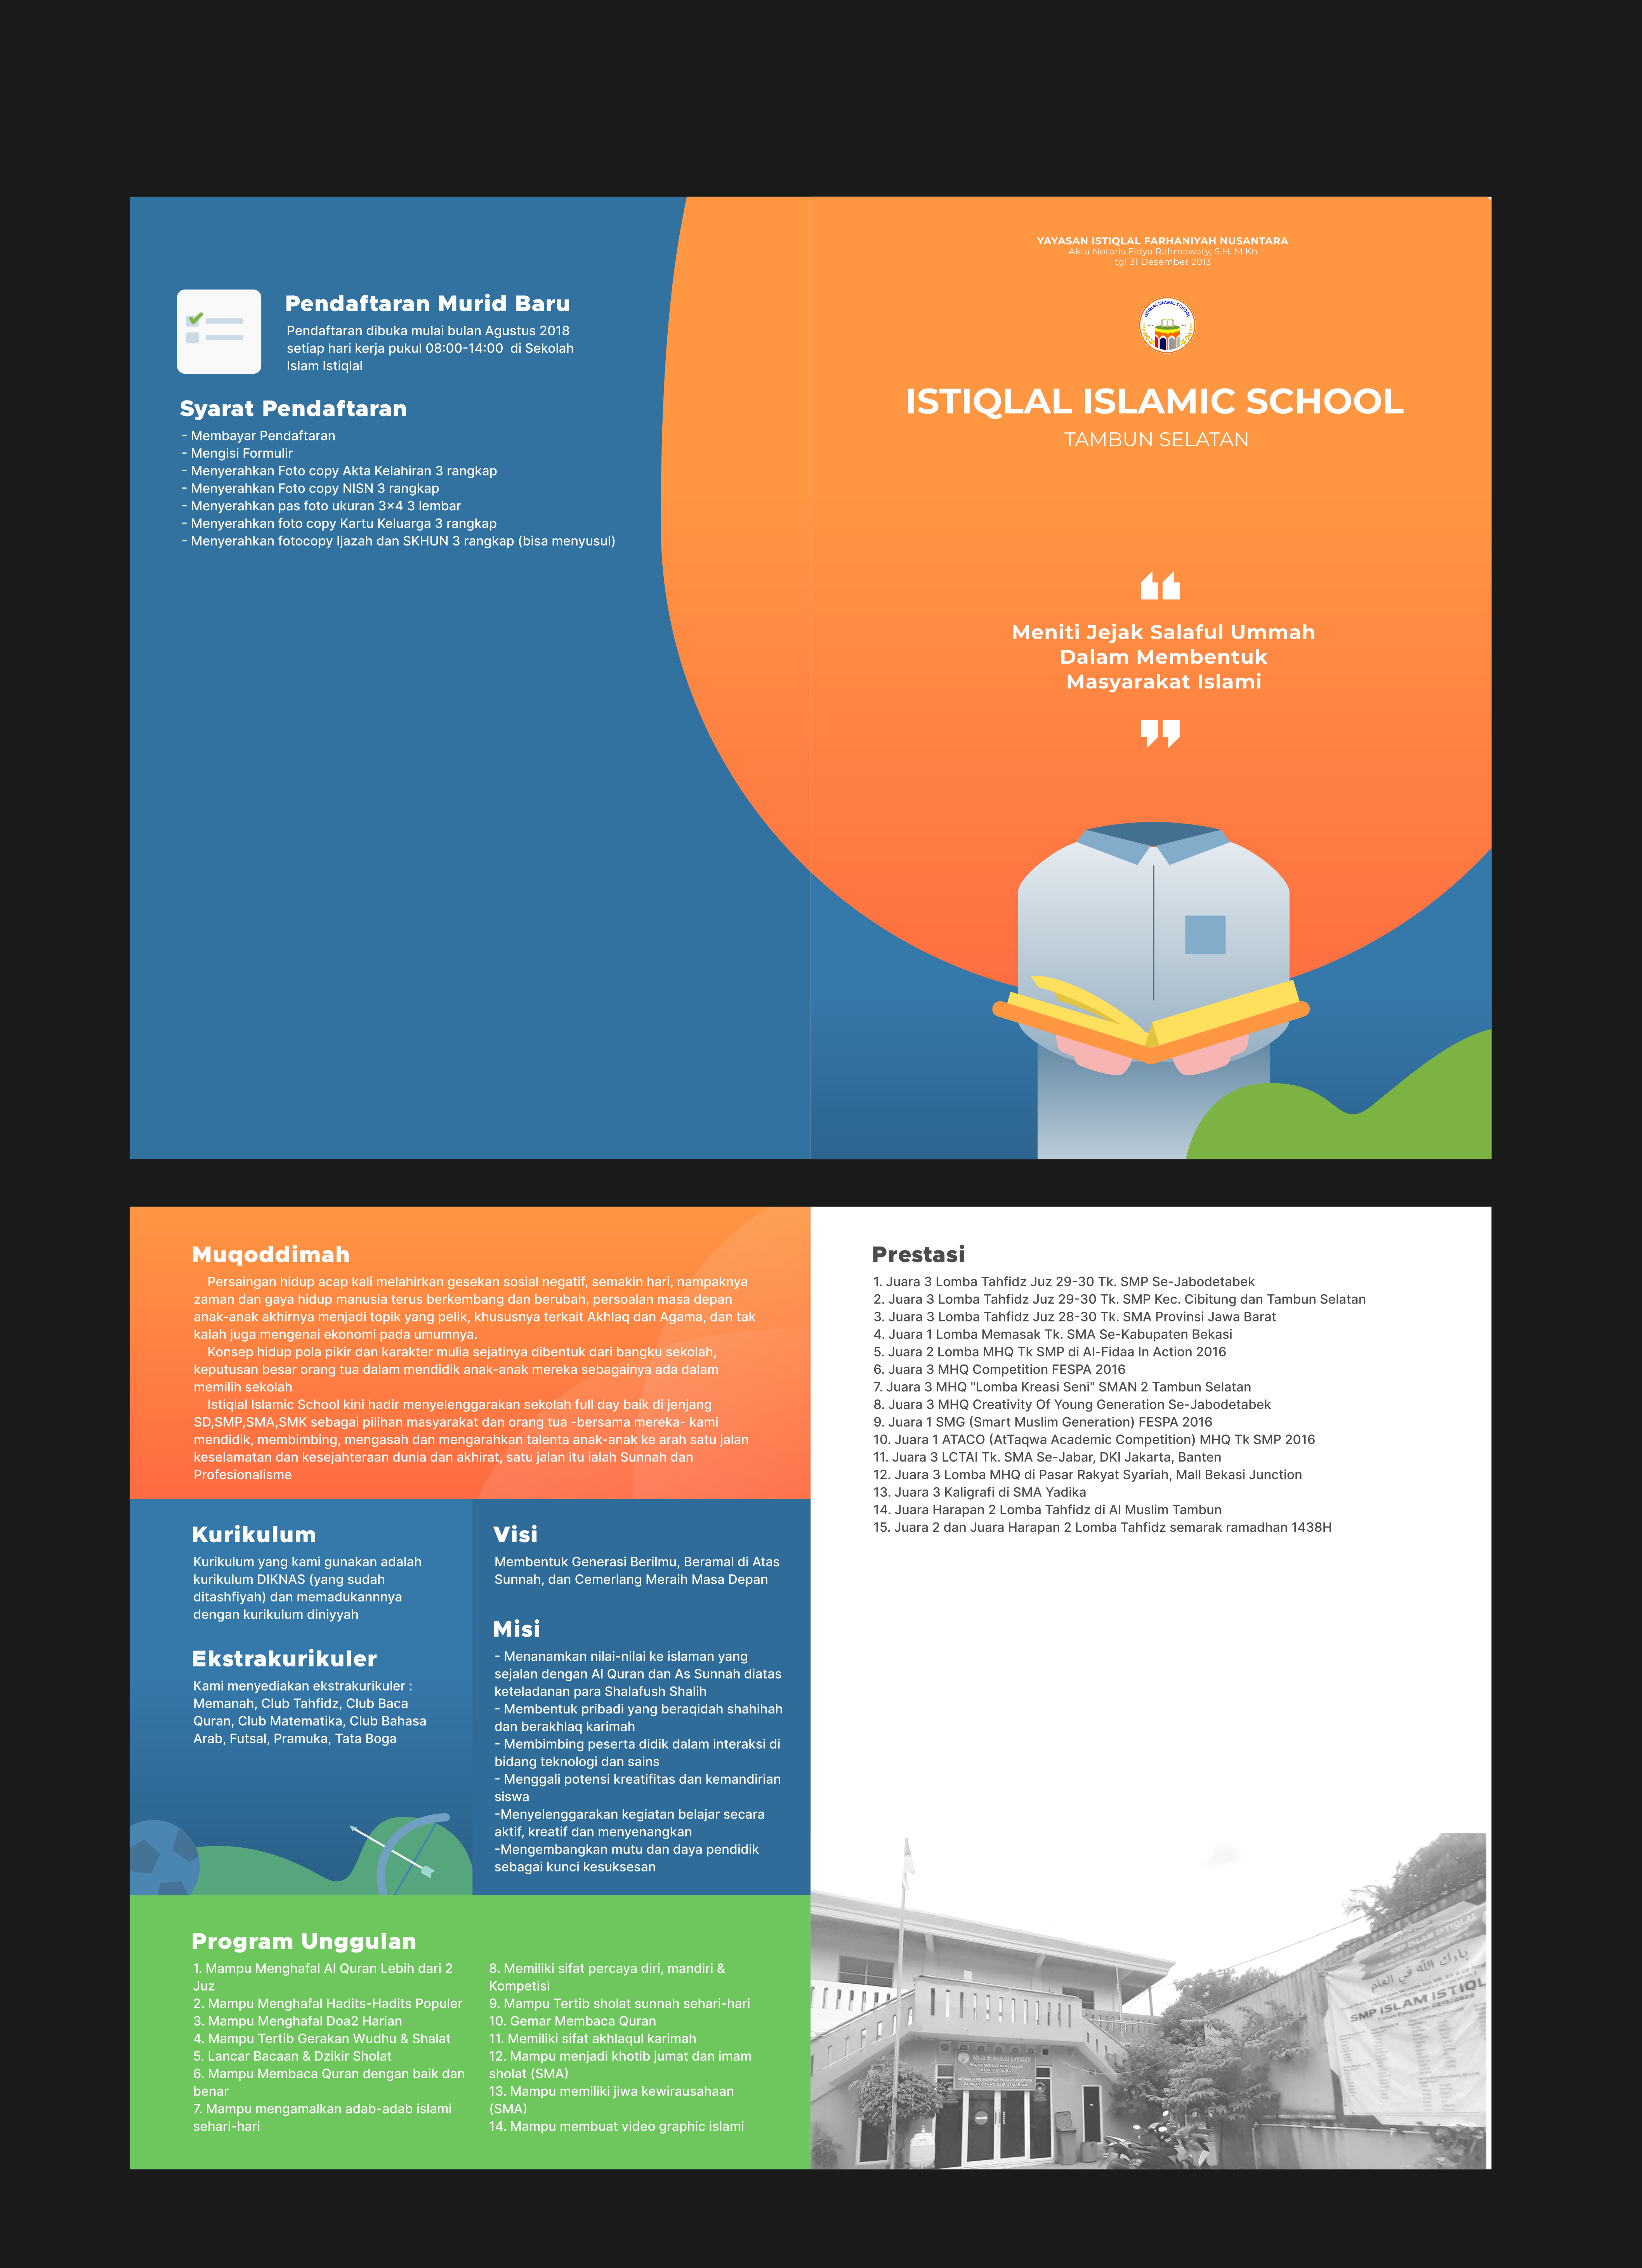 Pendaftaran Murid Baru
Pendaftaran dibuka mulai bulan Agustus 2018
setiap hari kerja pukul 08:00-14:00  di Sekolah
Islam Istiqlal
Syarat Pendaftaran
- Membayar Pendaftaran
- Mengisi Formulir
- Menyerahkan Foto copy Akta Kelahiran 3 rangkap
- Menyerahkan Foto copy NISN 3 rangkap
- Menyerahkan pas foto ukuran 3×4 3 lembar
- Menyerahkan foto copy Kartu Keluarga 3 rangkap
- Menyerahkan fotocopy Ijazah dan SKHUN 3 rangkap (bisa menyusul)
YAYASAN ISTIQLAL FARHANIYAH NUSANTARA
Akta Notaris Fidya Rahmawaty, S.H. M.Kn
tgl 31 Desember 2013
ISTIQLAL ISLAMIC SCHOOL
ISTIQLAL ISLAMIC SCHOOL
TAMBUN SELATAN
Meniti Jejak Salaful Ummah
Dalam Membentuk
Masyarakat Islami
Muqoddimah
Persaingan hidup acap kali melahirkan gesekan sosial negatif, semakin hari, nampaknya
zaman dan gaya hidup manusia terus berkembang dan berubah, persoalan masa depan
anak-anak akhirnya menjadi topik yang pelik, khususnya terkait Akhlaq dan Agama, dan tak
kalah juga mengenai ekonomi pada umumnya.
Konsep hidup pola pikir dan karakter mulia sejatinya dibentuk dari bangku sekolah,
keputusan besar orang tua dalam mendidik anak-anak mereka sebagainya ada dalam
memilih sekolah
Istiqlal Islamic School kini hadir menyelenggarakan sekolah full day baik di jenjang
SD,SMP,SMA,SMK sebagai pilihan masyarakat dan orang tua -bersama mereka- kami
mendidik, membimbing, mengasah dan mengarahkan talenta anak-anak ke arah satu jalan
keselamatan dan kesejahteraan dunia dan akhirat, satu jalan itu ialah Sunnah dan
Profesionalisme
Kurikulum
Kurikulum yang kami gunakan adalah
kurikulum DIKNAS (yang sudah
ditashfiyah) dan memadukannnya
dengan kurikulum diniyyah
Ekstrakurikuler
Kami menyediakan ekstrakurikuler :
Memanah, Club Tahfidz, Club Baca
Quran, Club Matematika, Club Bahasa
Arab, Futsal, Pramuka, Tata Boga
Visi
Membentuk Generasi Berilmu, Beramal di Atas
Sunnah, dan Cemerlang Meraih Masa Depan
Misi
- Menanamkan nilai-nilai ke islaman yang
sejalan dengan Al Quran dan As Sunnah diatas
keteladanan para Shalafush Shalih
- Membentuk pribadi yang beraqidah shahihah
dan berakhlaq karimah
- Membimbing peserta didik dalam interaksi di
bidang teknologi dan sains
- Menggali potensi kreatifitas dan kemandirian
siswa
-Menyelenggarakan kegiatan belajar secara
aktif, kreatif dan menyenangkan
-Mengembangkan mutu dan daya pendidik
sebagai kunci kesuksesan
Program Unggulan
1. Mampu Menghafal Al Quran Lebih dari 2
Juz
2. Mampu Menghafal Hadits-Hadits Populer
3. Mampu Menghafal Doa2 Harian
4. Mampu Tertib Gerakan Wudhu & Shalat
5. Lancar Bacaan & Dzikir Sholat
6. Mampu Membaca Quran dengan baik dan
benar
7. Mampu mengamalkan adab-adab islami
sehari-hari
8. Memiliki sifat percaya diri, mandiri &
Kompetisi
9. Mampu Tertib sholat sunnah sehari-hari
10. Gemar Membaca Quran
11. Memiliki sifat akhlaqul karimah
12. Mampu menjadi khotib jumat dan imam
sholat (SMA)
13. Mampu memiliki jiwa kewirausahaan
(SMA)
14. Mampu membuat video graphic islami
Prestasi
1. Juara 3 Lomba Tahfidz Juz 29-30 Tk. SMP Se-Jabodetabek
2. Juara 3 Lomba Tahfidz Juz 29-30 Tk. SMP Kec. Cibitung dan Tambun Selatan
3. Juara 3 Lomba Tahfidz Juz 28-30 Tk. SMA Provinsi Jawa Barat
4. Juara 1 Lomba Memasak Tk. SMA Se-Kabupaten Bekasi
5. Juara 2 Lomba MHQ Tk SMP di Al-Fidaa In Action 2016
6. Juara 3 MHQ Competition FESPA 2016
7. Juara 3 MHQ "Lomba Kreasi Seni" SMAN 2 Tambun Selatan
8. Juara 3 MHQ Creativity Of Young Generation Se-Jabodetabek
9. Juara 1 SMG (Smart Muslim Generation) FESPA 2016
10. Juara 1 ATACO (AtTaqwa Academic Competition) MHQ Tk SMP 2016
11. Juara 3 LCTAI Tk. SMA Se-Jabar, DKI Jakarta, Banten
12. Juara 3 Lomba MHQ di Pasar Rakyat Syariah, Mall Bekasi Junction
13. Juara 3 Kaligrafi di SMA Yadika
14. Juara Harapan 2 Lomba Tahfidz di Al Muslim Tambun
15. Juara 2 dan Juara Harapan 2 Lomba Tahfidz semarak ramadhan 1438H
بارك الله في العلم
SMP ISLAM ISTIQL